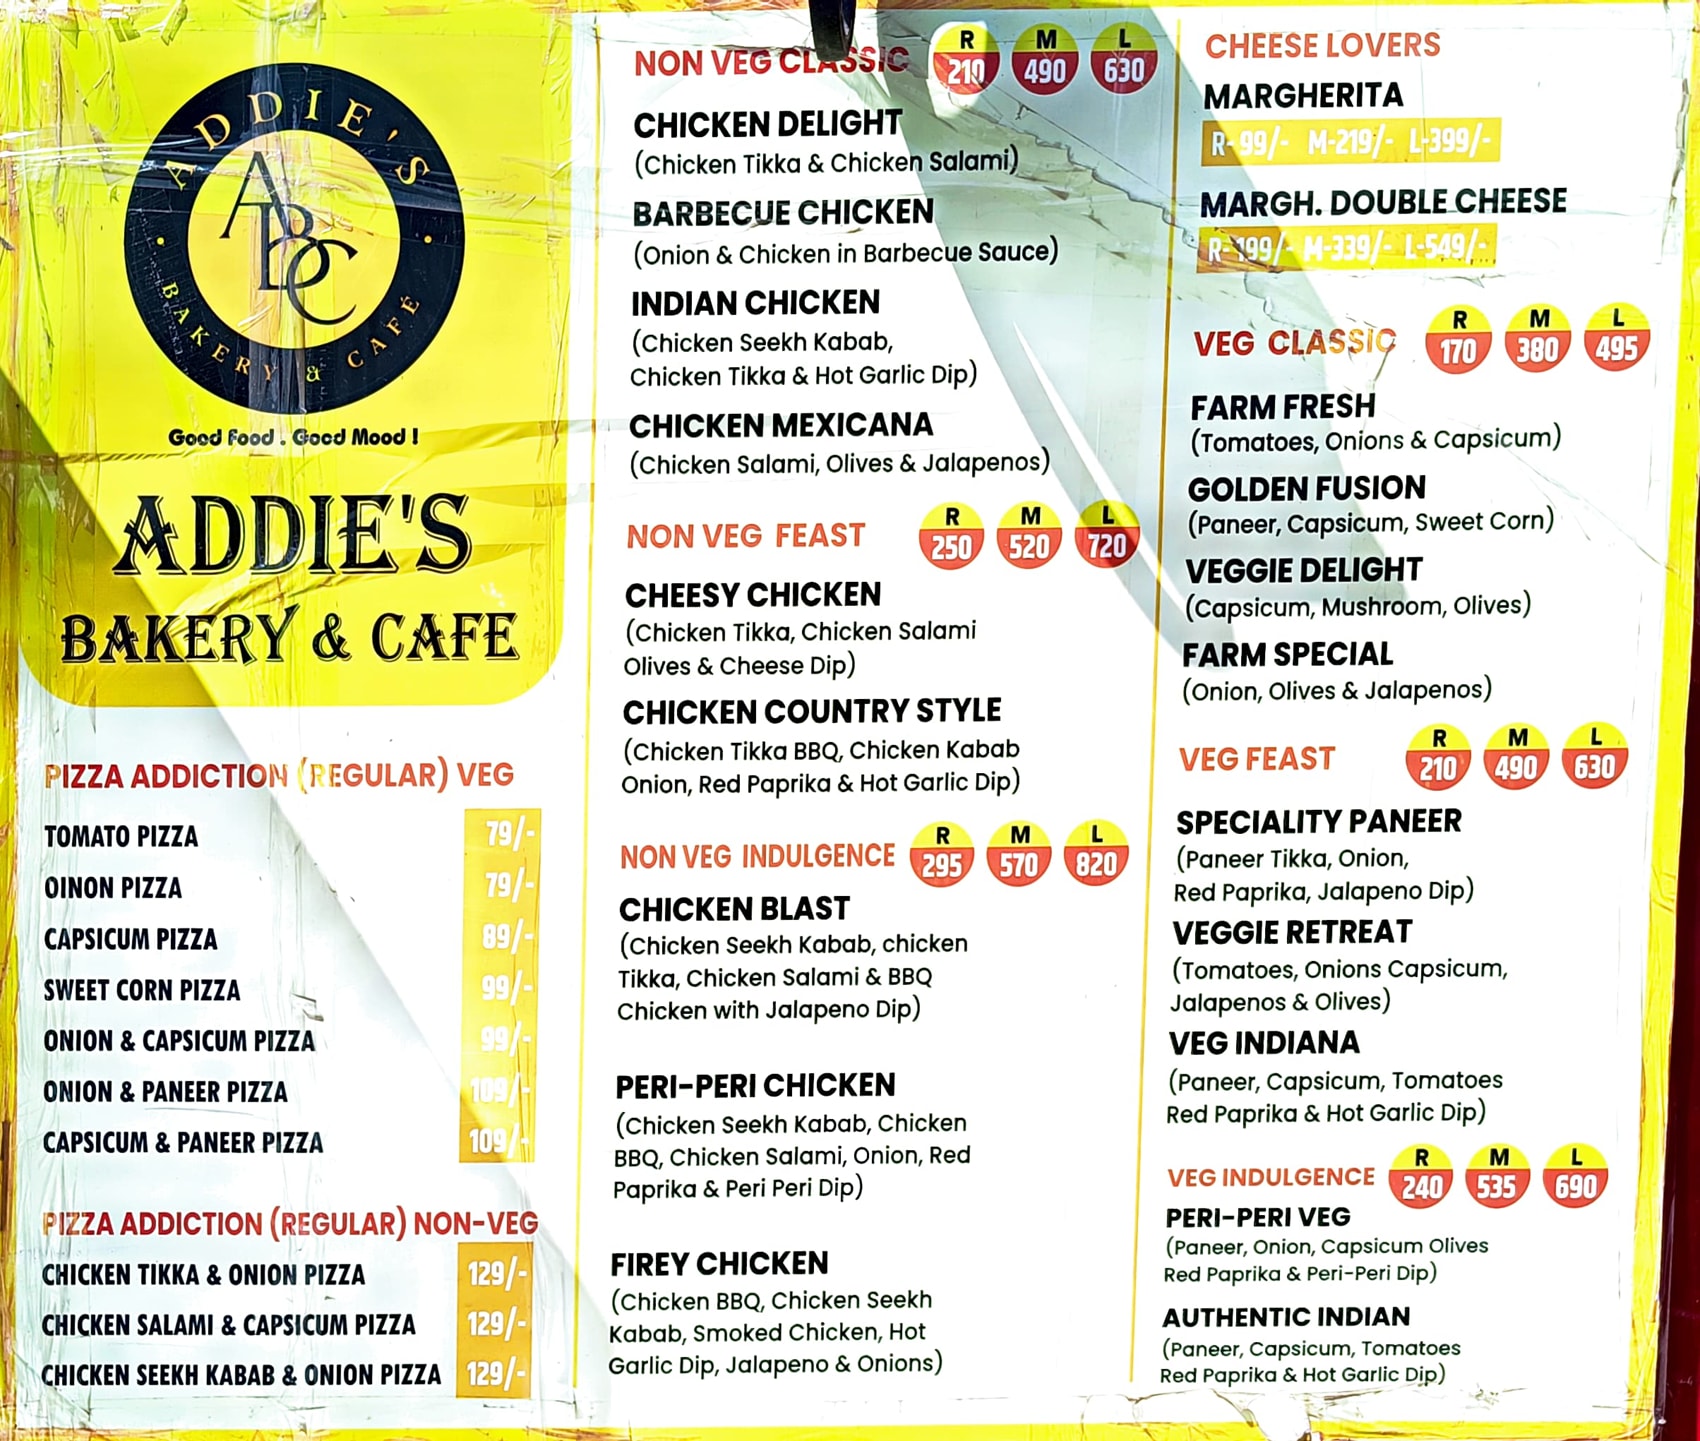 ADDIE'S
ABC
BAKERY & CAFÉ
Good Food . Good Mood !
ADDIE'S
BAKERY & CAFE
PIZZA ADDICTION (REGULAR) VEG
TOMATO PIZZA 79/-
OINON PIZZA 79/-
CAPSICUM PIZZA 89/-
SWEET CORN PIZZA 99/-
ONION & CAPSICUM PIZZA 99/-
ONION & PANEER PIZZA 109/-
CAPSICUM & PANEER PIZZA 109/-
PIZZA ADDICTION (REGULAR) NON-VEG
CHICKEN TIKKA & ONION PIZZA 129/-
CHICKEN SALAMI & CAPSICUM PIZZA 129/-
CHICKEN SEEKH KABAB & ONION PIZZA 129/-
NON VEG CLASSIC R 210 M 490 L 630
CHICKEN DELIGHT
(Chicken Tikka & Chicken Salami)
BARBECUE CHICKEN
(Onion & Chicken in Barbecue Sauce)
INDIAN CHICKEN
(Chicken Seekh Kabab,
Chicken Tikka & Hot Garlic Dip)
CHICKEN MEXICANA
(Chicken Salami, Olives & Jalapenos)
NON VEG FEAST R 250 M 520 L 720
CHEESY CHICKEN
(Chicken Tikka, Chicken Salami
Olives & Cheese Dip)
CHICKEN COUNTRY STYLE
(Chicken Tikka BBQ, Chicken Kabab
Onion, Red Paprika & Hot Garlic Dip)
NON VEG INDULGENCE R 295 M 570 L 820
CHICKEN BLAST
(Chicken Seekh Kabab, chicken
Tikka, Chicken Salami & BBQ
Chicken with Jalapeno Dip)
PERI-PERI CHICKEN
(Chicken Seekh Kabab, Chicken
BBQ, Chicken Salami, Onion, Red
Paprika & Peri Peri Dip)
FIREY CHICKEN
(Chicken BBQ, Chicken Seekh
Kabab, Smoked Chicken, Hot
Garlic Dip, Jalapeno & Onions)
CHEESE LOVERS
MARGHERITA
R-99/- M-219/- L-399/-
MARGH. DOUBLE CHEESE
R-199/- M-339/- L-549/-
VEG CLASSIC R 170 M 380 L 495
FARM FRESH
(Tomatoes, Onions & Capsicum)
GOLDEN FUSION
(Paneer, Capsicum, Sweet Corn)
VEGGIE DELIGHT
(Capsicum, Mushroom, Olives)
FARM SPECIAL
(Onion, Olives & Jalapenos)
VEG FEAST R 210 M 490 L 630
SPECIALITY PANEER
(Paneer Tikka, Onion,
Red Paprika, Jalapeno Dip)
VEGGIE RETREAT
(Tomatoes, Onions Capsicum,
Jalapenos & Olives)
VEG INDIANA
(Paneer, Capsicum, Tomatoes
Red Paprika & Hot Garlic Dip)
VEG INDULGENCE R 240 M 535 L 690
PERI-PERI VEG
(Paneer, Onion, Capsicum Olives
Red Paprika & Peri-Peri Dip)
AUTHENTIC INDIAN
(Paneer, Capsicum, Tomatoes
Red Paprika & Hot Garlic Dip)